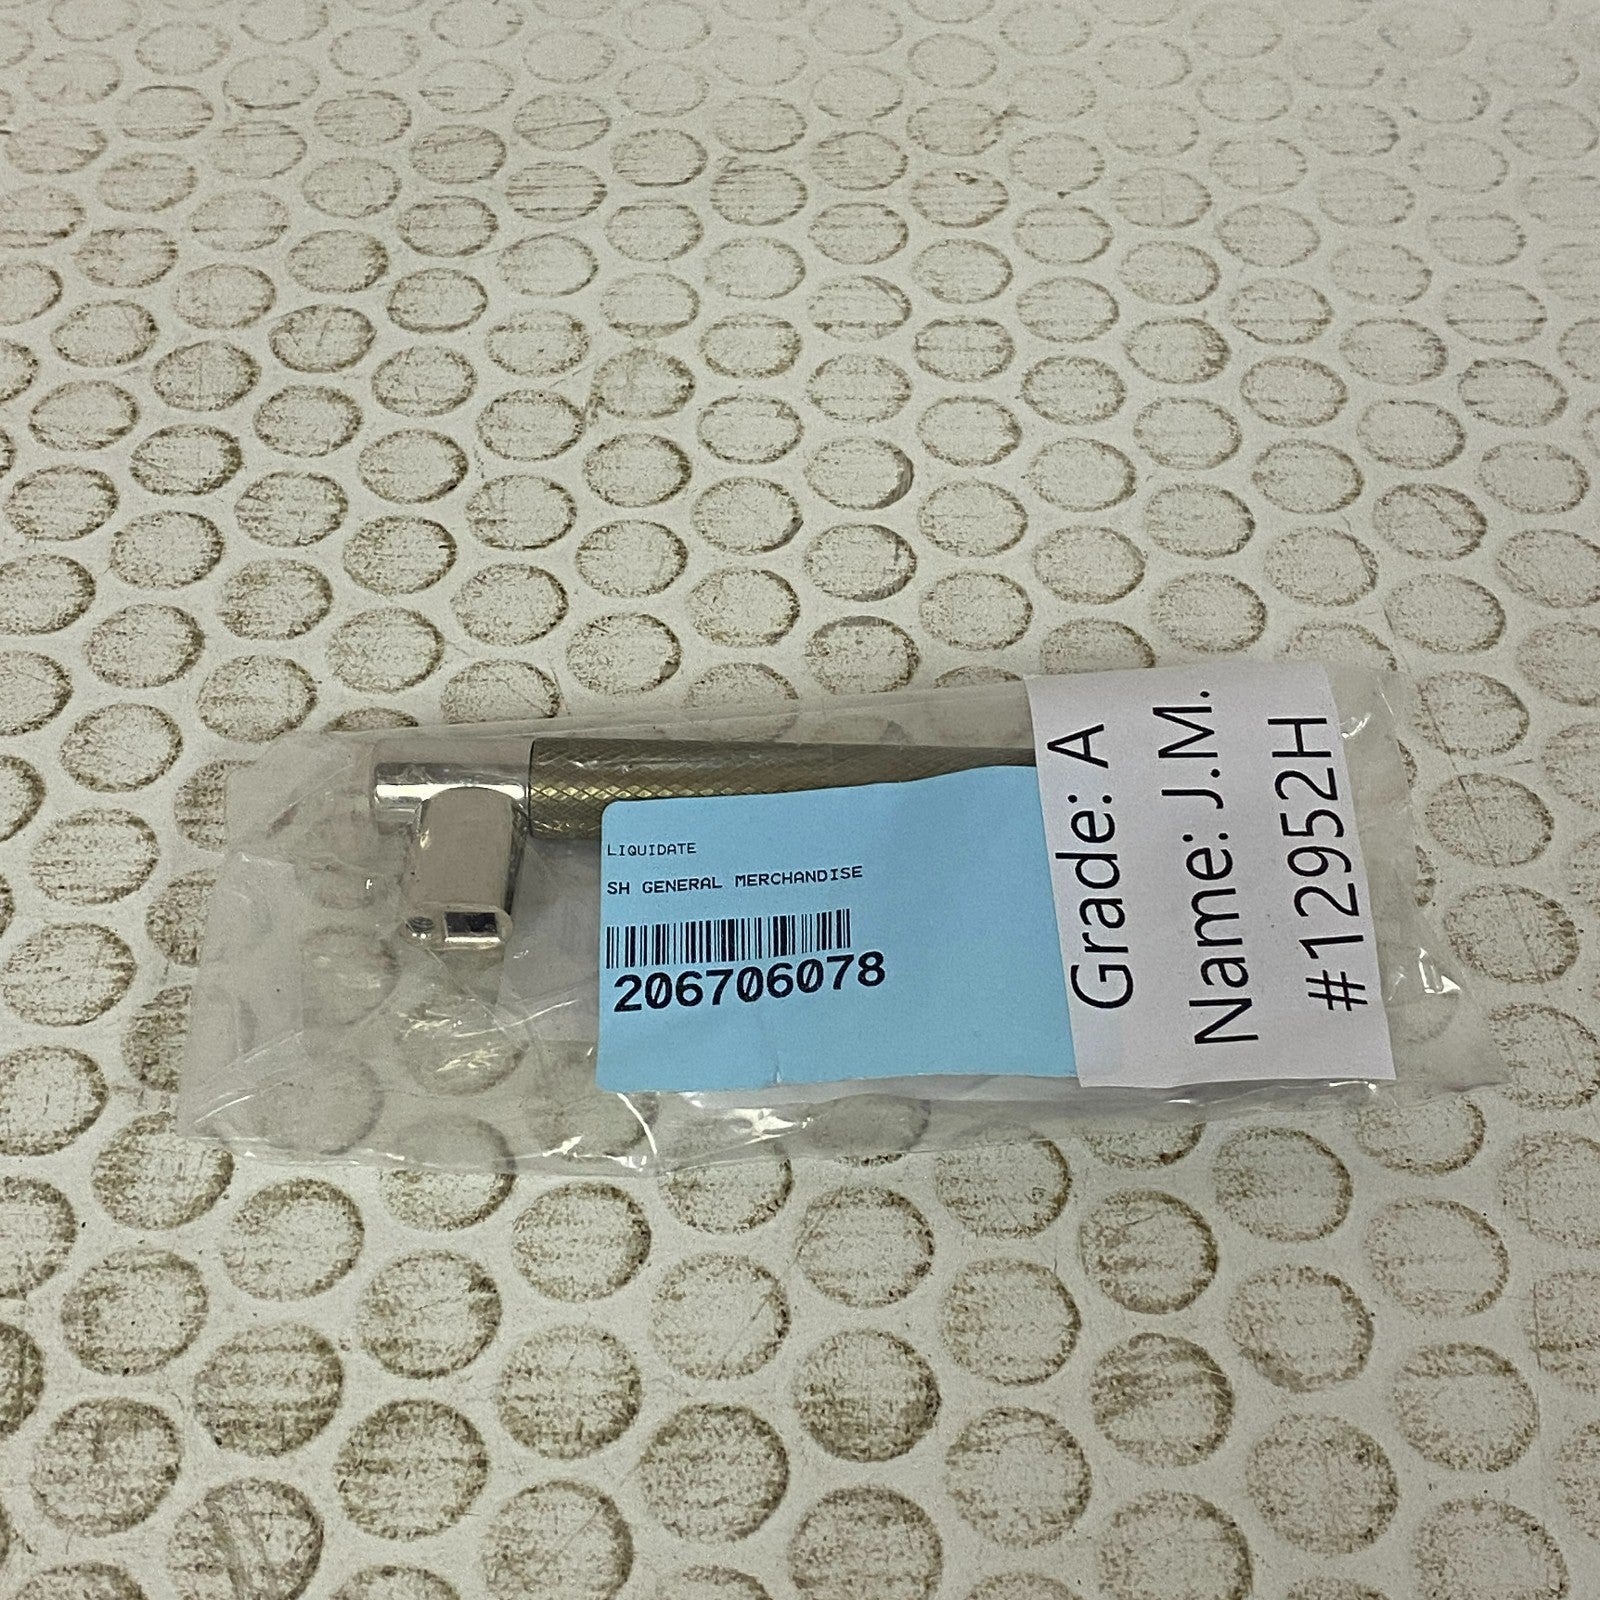 LIQUIDATE
SH GENERAL MERCHANDISE
206706078
Grade: A
Name: J.M.
#12952H